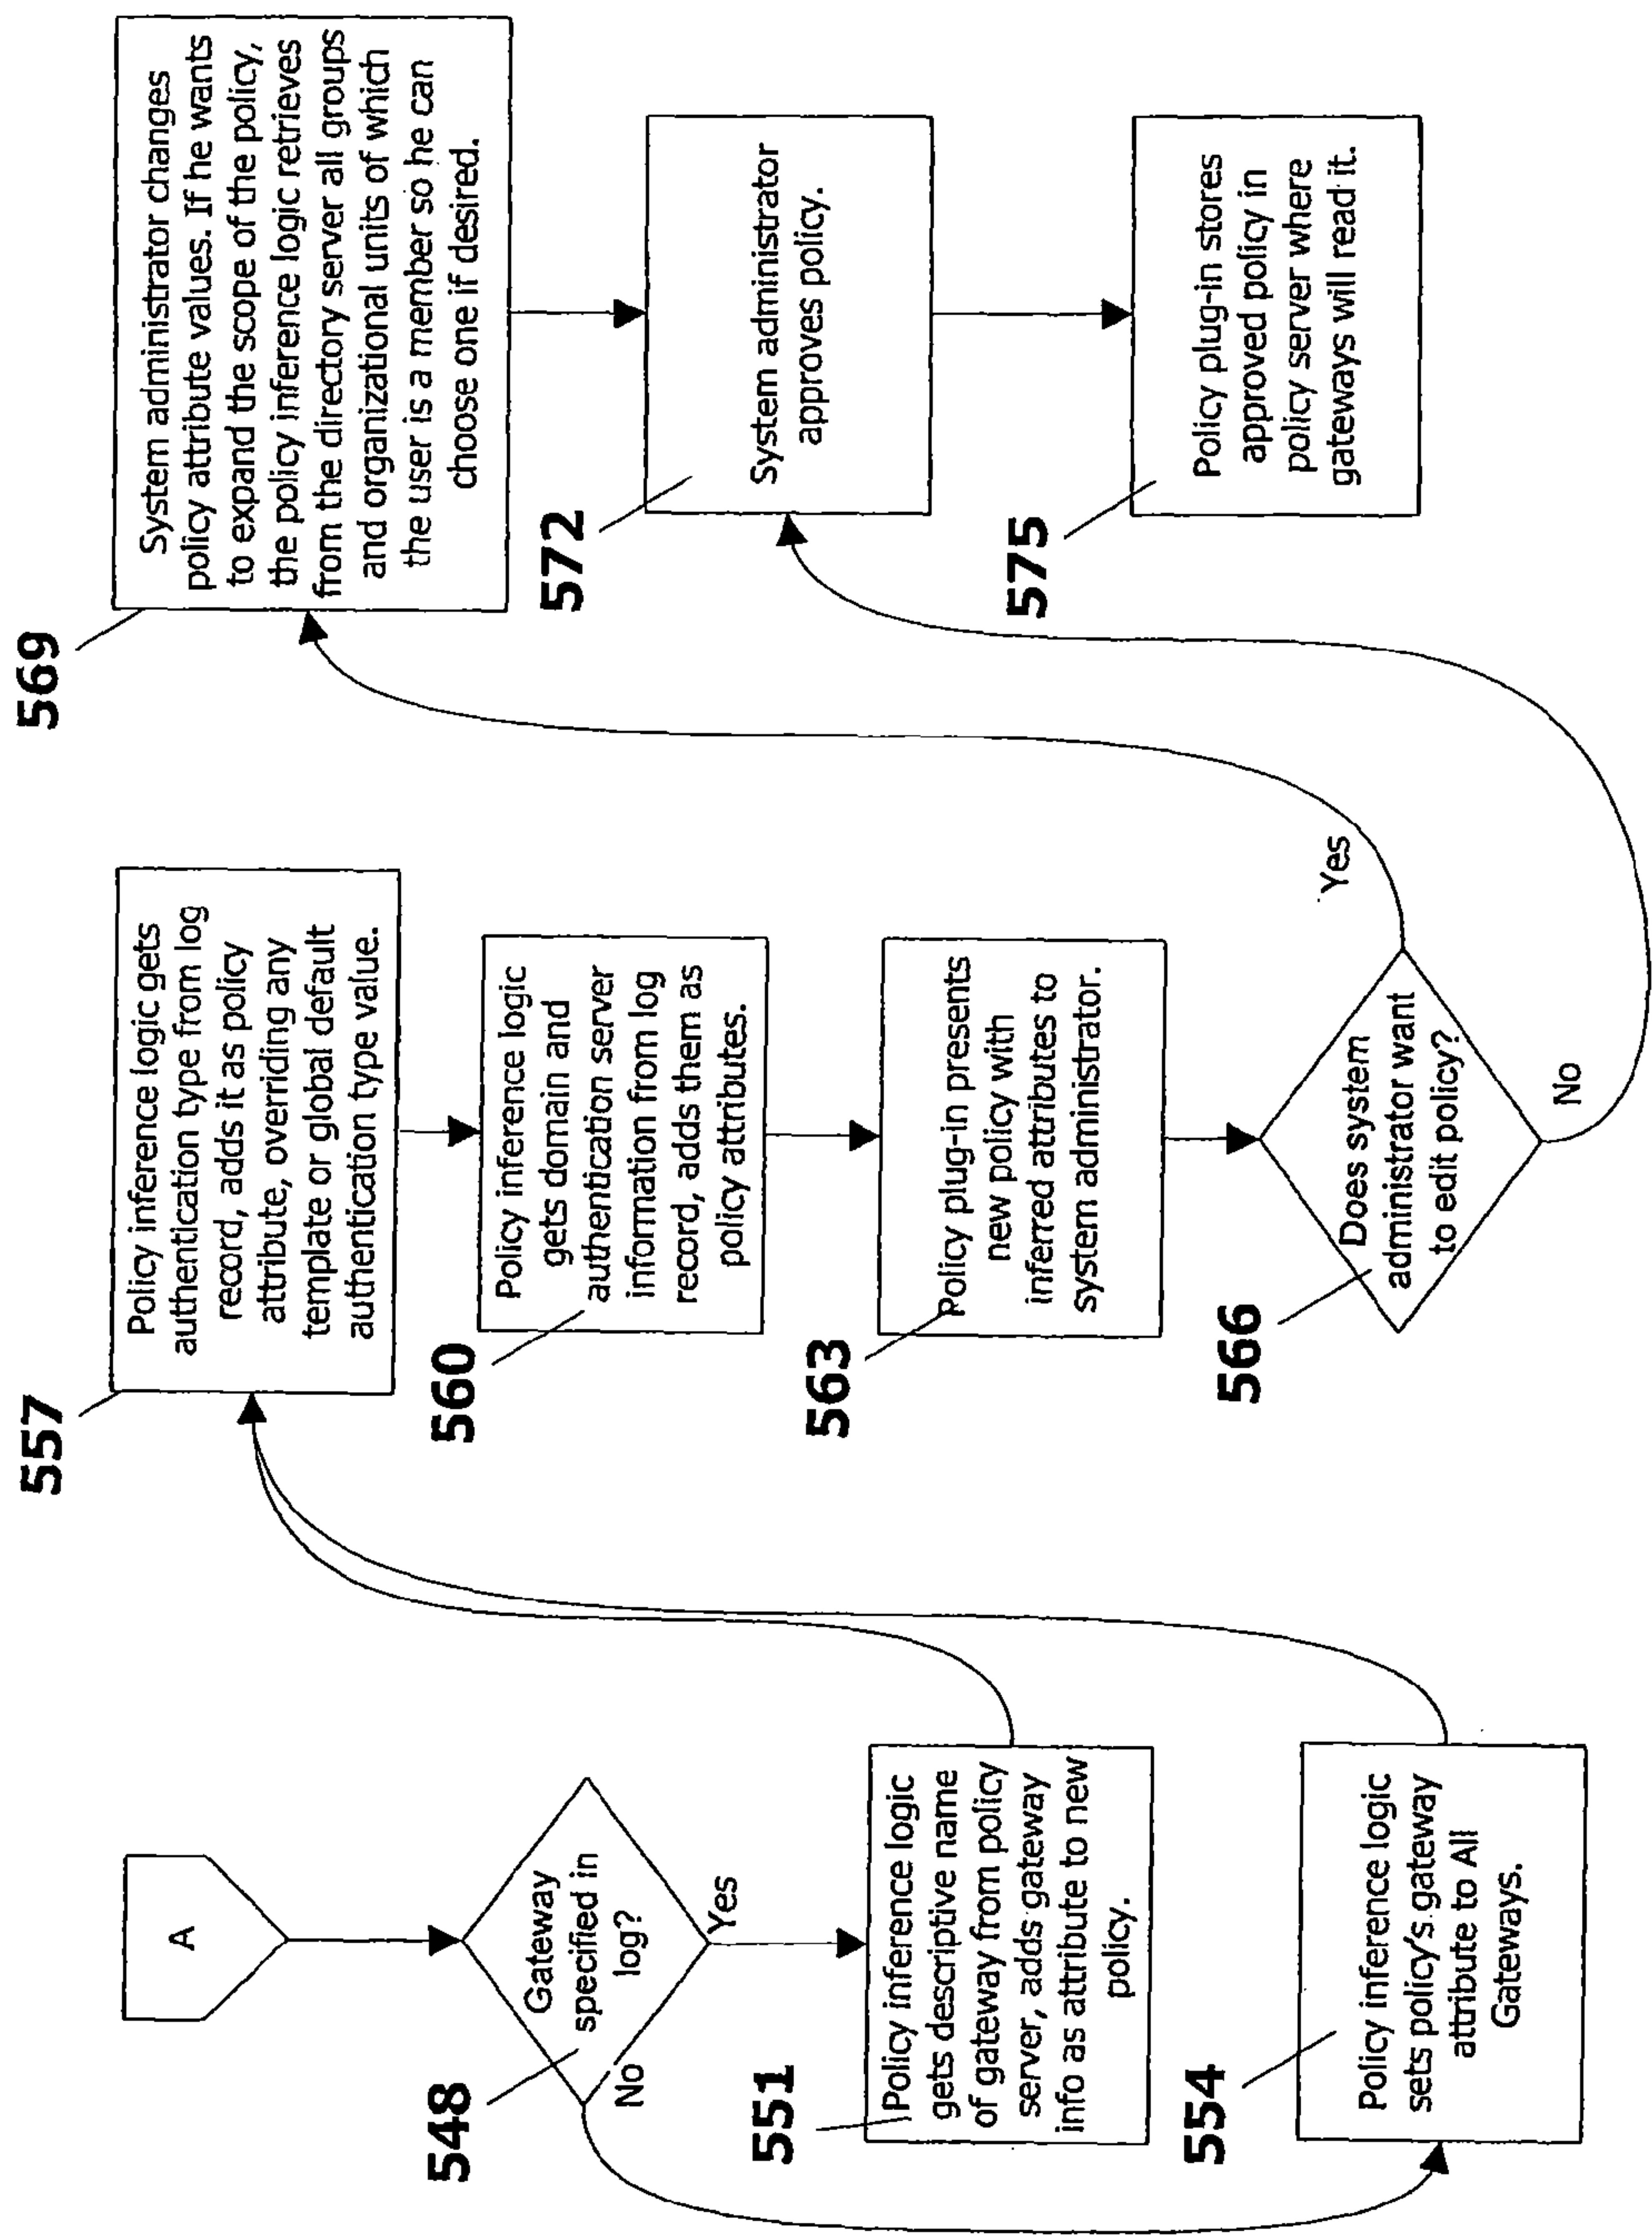 A
548
Gateway
specified in
log?
No
Yes
551
Policy inference logic
gets descriptive name
of gateway from policy
server, adds gateway
info as attribute to new
policy.
554
Policy inference logic
sets policy's gateway
attribute to All
Gateways.
557
Policy inference logic gets
authentication type from log
record, adds it as policy
attribute, overriding any
template or global default
authentication type value.
560
Policy inference logic
gets domain and
authentication server
information from log
record, adds them as
policy attributes.
563
Policy plug-in presents
new policy with
inferred attributes to
system administrator.
566
Does system
administrator want
to edit policy?
Yes
No
569
System administrator changes
policy attribute values. If he wants
to expand the scope of the policy,
the policy inference logic retrieves
from the directory server all groups
and organizational units of which
the user is a member so he can
choose one if desired.
572
System administrator
approves policy.
575
Policy plug-in stores
approved policy in
policy server where
gateways will read it.